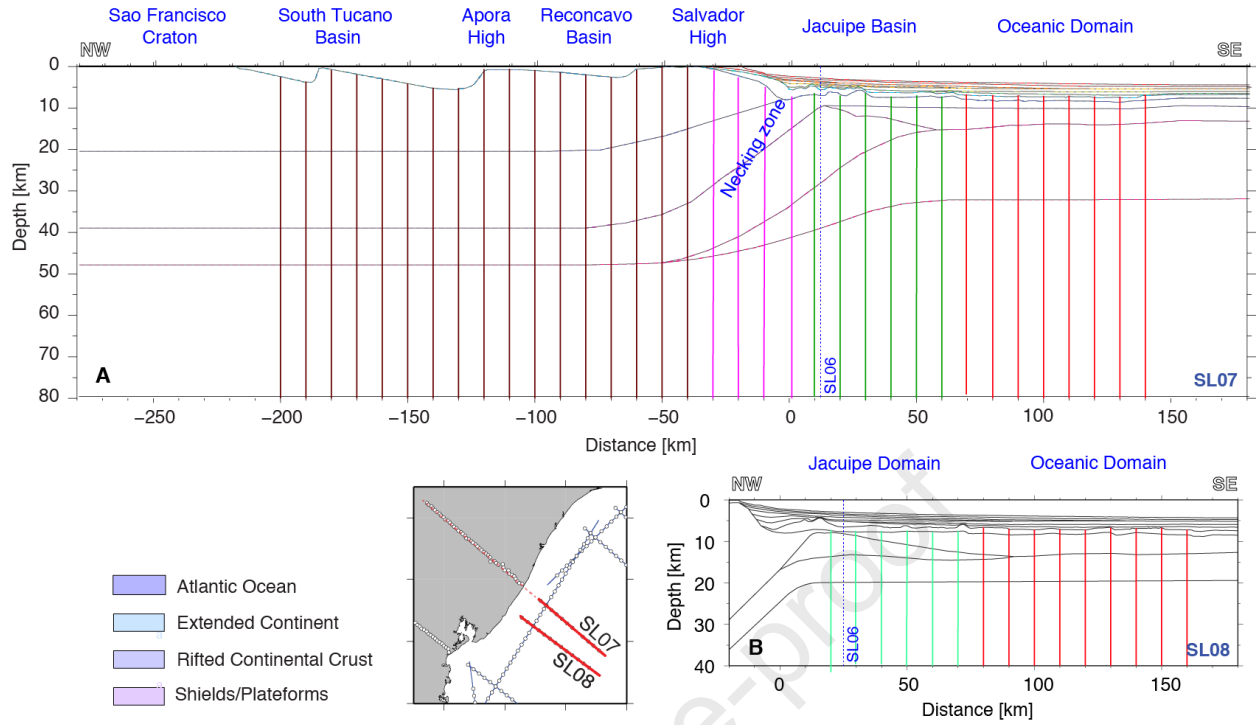 Sao Francisco
Craton
South Tucano
Basin
Apora
High
Reconcavo
Basin
Salvador
High
Jacuipe Basin
Oceanic Domain
NW
SE
0
10
20
30
40
50
60
70
80
Depth [km]
Necking zone
SL06
A
SL07
−250
−200
−150
−100
−50
0
50
100
150
Distance [km]
Jacuipe Domain
Oceanic Domain
NW
SE
0
10
20
30
40
Depth [km]
SL06
B
SL08
0
50
100
150
Distance [km]
SL07
SL08
Atlantic Ocean
Extended Continent
Rifted Continental Crust
Shields/Plateforms
e-proof